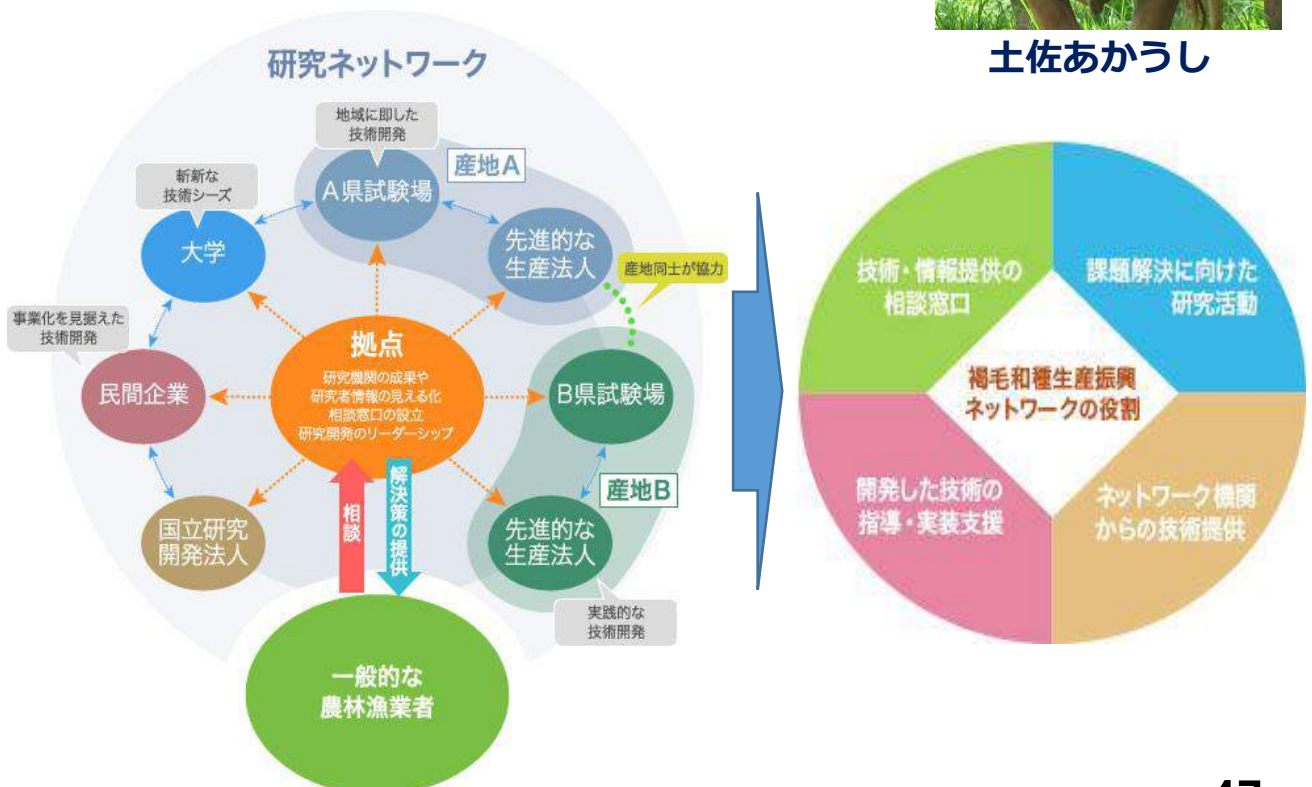 土佐あかうし
研究ネットワーク
地域に即した
技術開発
産地A
A県試験場
斬新な
技術シーズ
大学
先進的な
生産法人
産地同士が協力
事業化を見据えた
技術開発
民間企業
拠点
研究機関の成果や
研究者情報の見える化
相談窓口の設立
研究開発のリーダーシップ
B県試験場
産地B
国立研究
開発法人
相談
解決策の提供
先進的な
生産法人
実践的な
技術開発
一般的な
農林漁業者
技術・情報提供の
相談窓口
課題解決に向けた
研究活動
褐毛和種生産振興
ネットワークの役割
開発した技術の
指導・実装支援
ネットワーク機関
からの技術提供